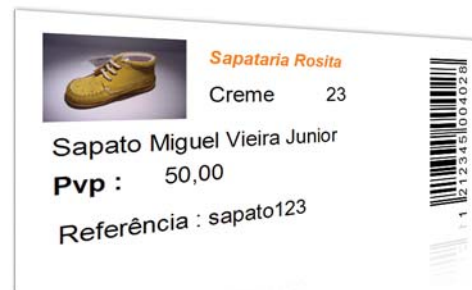 Sapataria Rosita
Creme 23
Sapato Miguel Vieira Junior
Pvp : 50,00
Referência : sapato123
1 212345 004028